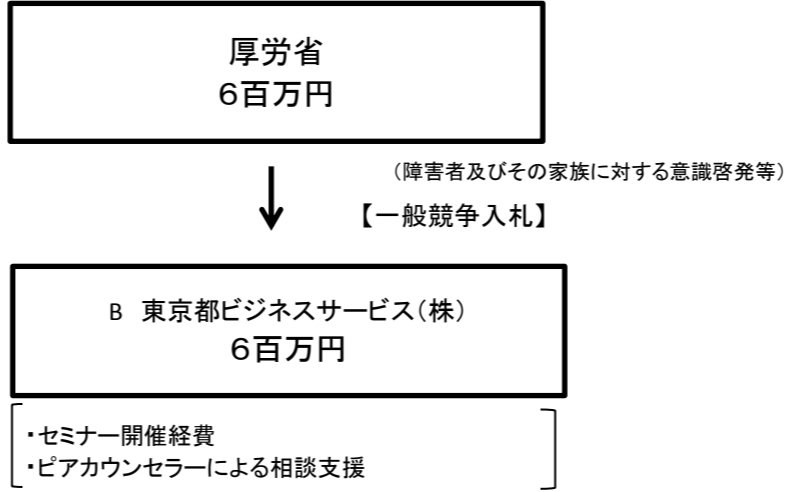 厚労省
６百万円
（障害者及びその家族に対する意識啓発等）
【一般競争入札】
B　東京都ビジネスサービス（株）
６百万円
・セミナー開催経費
・ピアカウンセラーによる相談支援